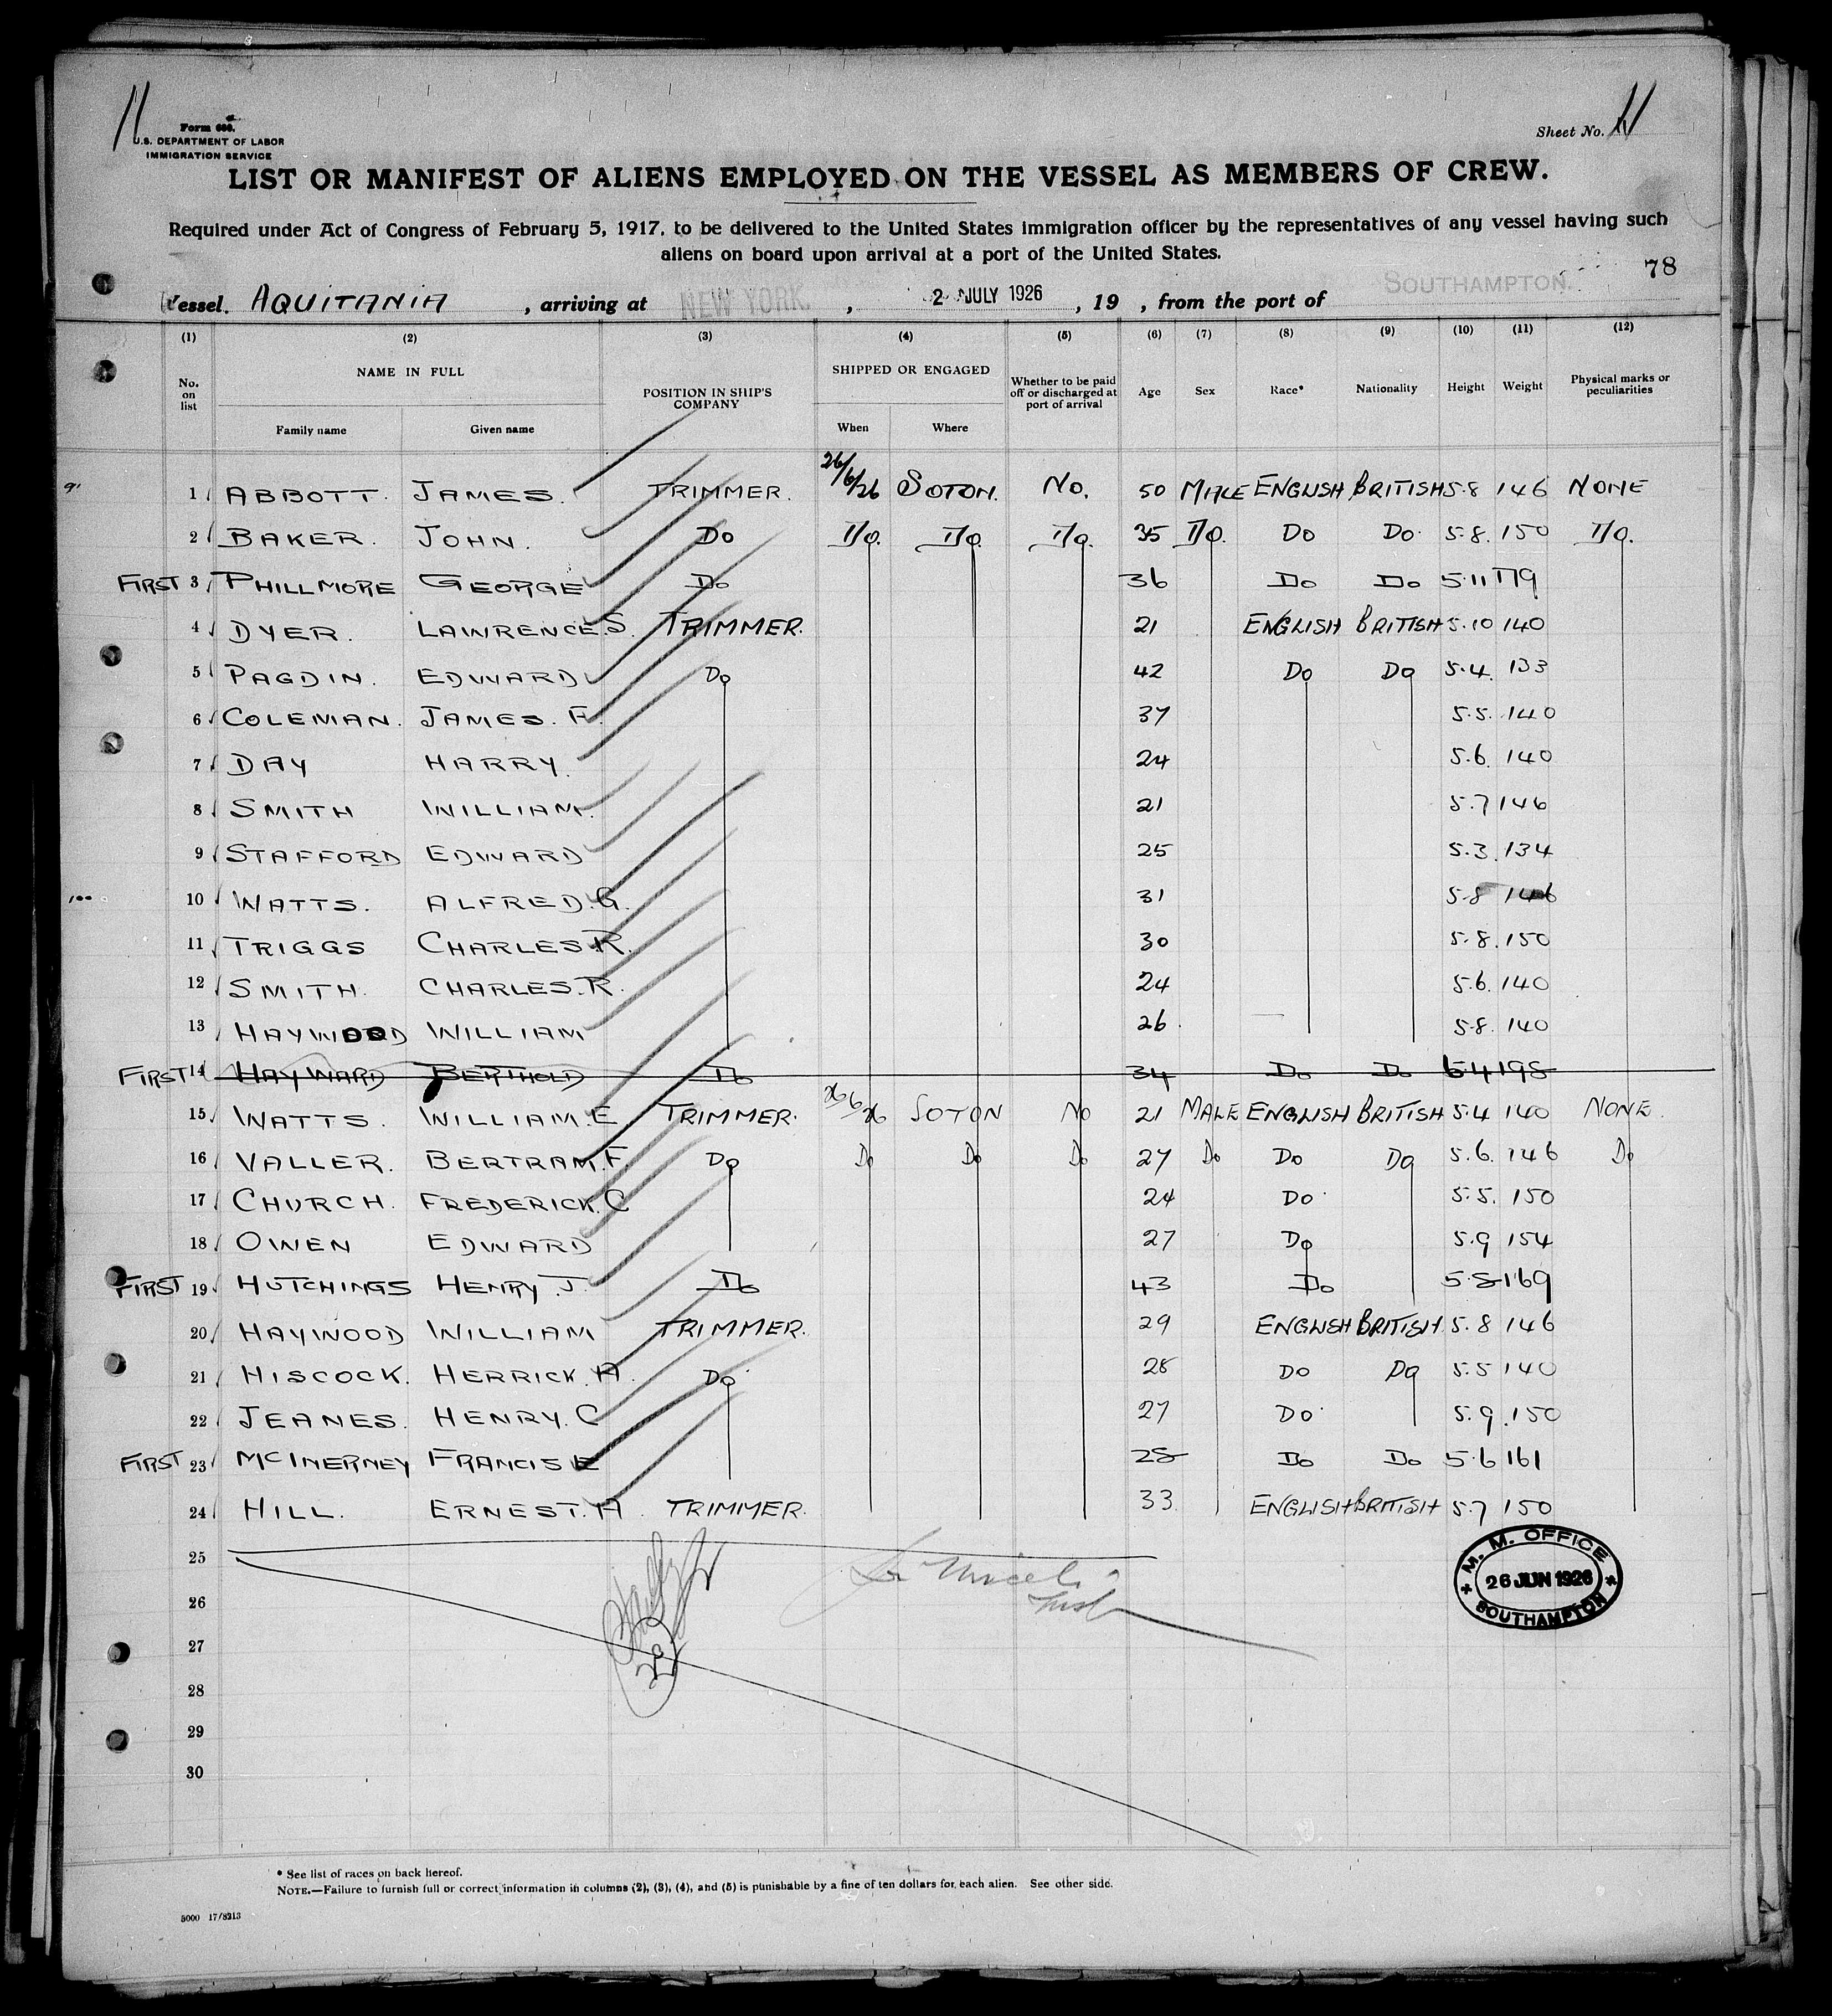 11
Form 680.
U.S. DEPARTMENT OF LABOR
IMMIGRATION SERVICE
Sheet No. 11
LIST OR MANIFEST OF ALIENS EMPLOYED ON THE VESSEL AS MEMBERS OF CREW.
Required under Act of Congress of February 5, 1917, to be delivered to the United States immigration officer by the representatives of any vessel having such
aliens on board upon arrival at a port of the United States.
78
Vessel. AQUITANIA, arriving at NEW YORK, 2 JULY 1926, 19 , from the port of SOUTHAMPTON.
(1) (2) (3) (4) (5) (6) (7) (8) (9) (10) (11) (12)
No. on list NAME IN FULL Family name Given name POSITION IN SHIP'S COMPANY SHIPPED OR ENGAGED When Where Whether to be paid off or discharged at port of arrival Age Sex Race* Nationality Height Weight Physical marks or peculiarities
1 ABBOTT. JAMES. TRIMMER. 26/6/26 SOTON. No. 50 MALE ENGLISH BRITISH 5.8 146 NONE
2 BAKER. JOHN. Do Do. Do. Do. 35 Do. Do Do. 5.8. 150 Do.
FIRST 3 PHILLMORE GEORGE Do 36 Do Do 5.11 179
4 DYER. LAWRENCE.S. TRIMMER. 21 ENGLISH BRITISH 5.10 140
5 PAGDIN. EDWARD Do 42 Do Do 5.4. 133
6 COLEMAN. JAMES. A. 37 5.5. 140
7 DAY HARRY. 24 5.6. 140
8 SMITH WILLIAM. 21 5.7 146
9 STAFFORD EDWARD 25 5.3. 134
100
10 WATTS. ALFRED.G. 31 5.8 146
11 TRIGGS CHARLES.R. 30 5.8. 150
12 SMITH. CHARLES.R. 24 5.6. 140
13 HAYWOOD WILLIAM 26. 5.8. 140
FIRST 14 HAYWARD BERTHOLD Do 34 Do Do 5.4 198
15 WATTS. WILLIAM.E TRIMMER. 26/6/26 SOTON No 21 MALE ENGLISH BRITISH 5.4 140 NONE.
16 VALLER. BERTRAM.F. Do Do Do Do 27 Do Do Do 5.6. 146 Do
17 CHURCH. FREDERICK.C 24 Do. 5.5. 150
18 OWEN EDWARD 27 Do 5.9 154
FIRST 19 HUTCHINGS HENRY.J. Do 43 Do 5.8 169
20 HAYWOOD WILLIAM TRIMMER. 29 ENGLISH BRITISH. 5.8 146
21 HISCOCK. HERRICK.A. Do. 28 Do Do 5.5 140
22 JEANES. HENRY.C 27 Do. 5.9. 150
FIRST 23 MCINERNEY FRANCIS E 28 Do Do 5.6 161
24 HILL. ERNEST.A. TRIMMER. 33. ENGLISH BRITISH 5.7 150
25
26
27
28
29
30
M. M. OFFICE
26 JUN 1926
SOUTHAMPTON
* See list of races on back hereof.
NOTE.—Failure to furnish full or correct information in columns (2), (3), (4), and (5) is punishable by a fine of ten dollars for each alien. See other side.
5000 17/8213